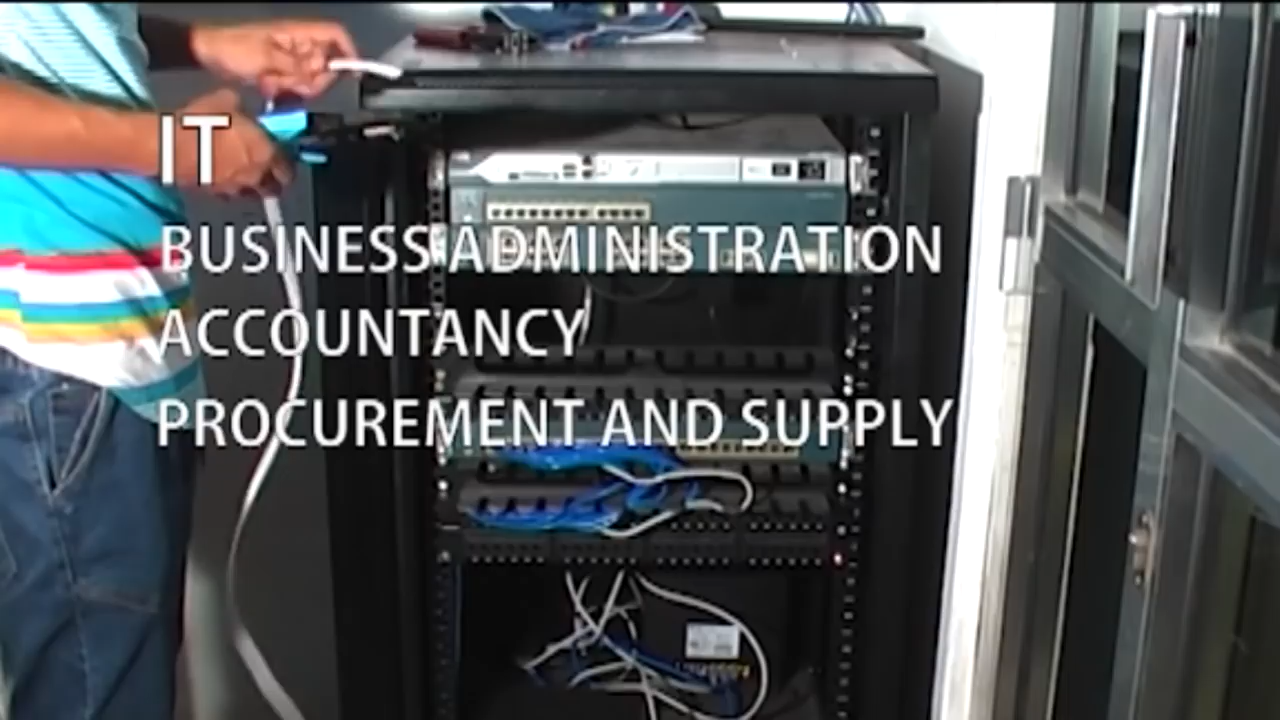 IT
BUSINESS ADMINISTRATION
ACCOUNTANCY
PROCUREMENT AND SUPPLY